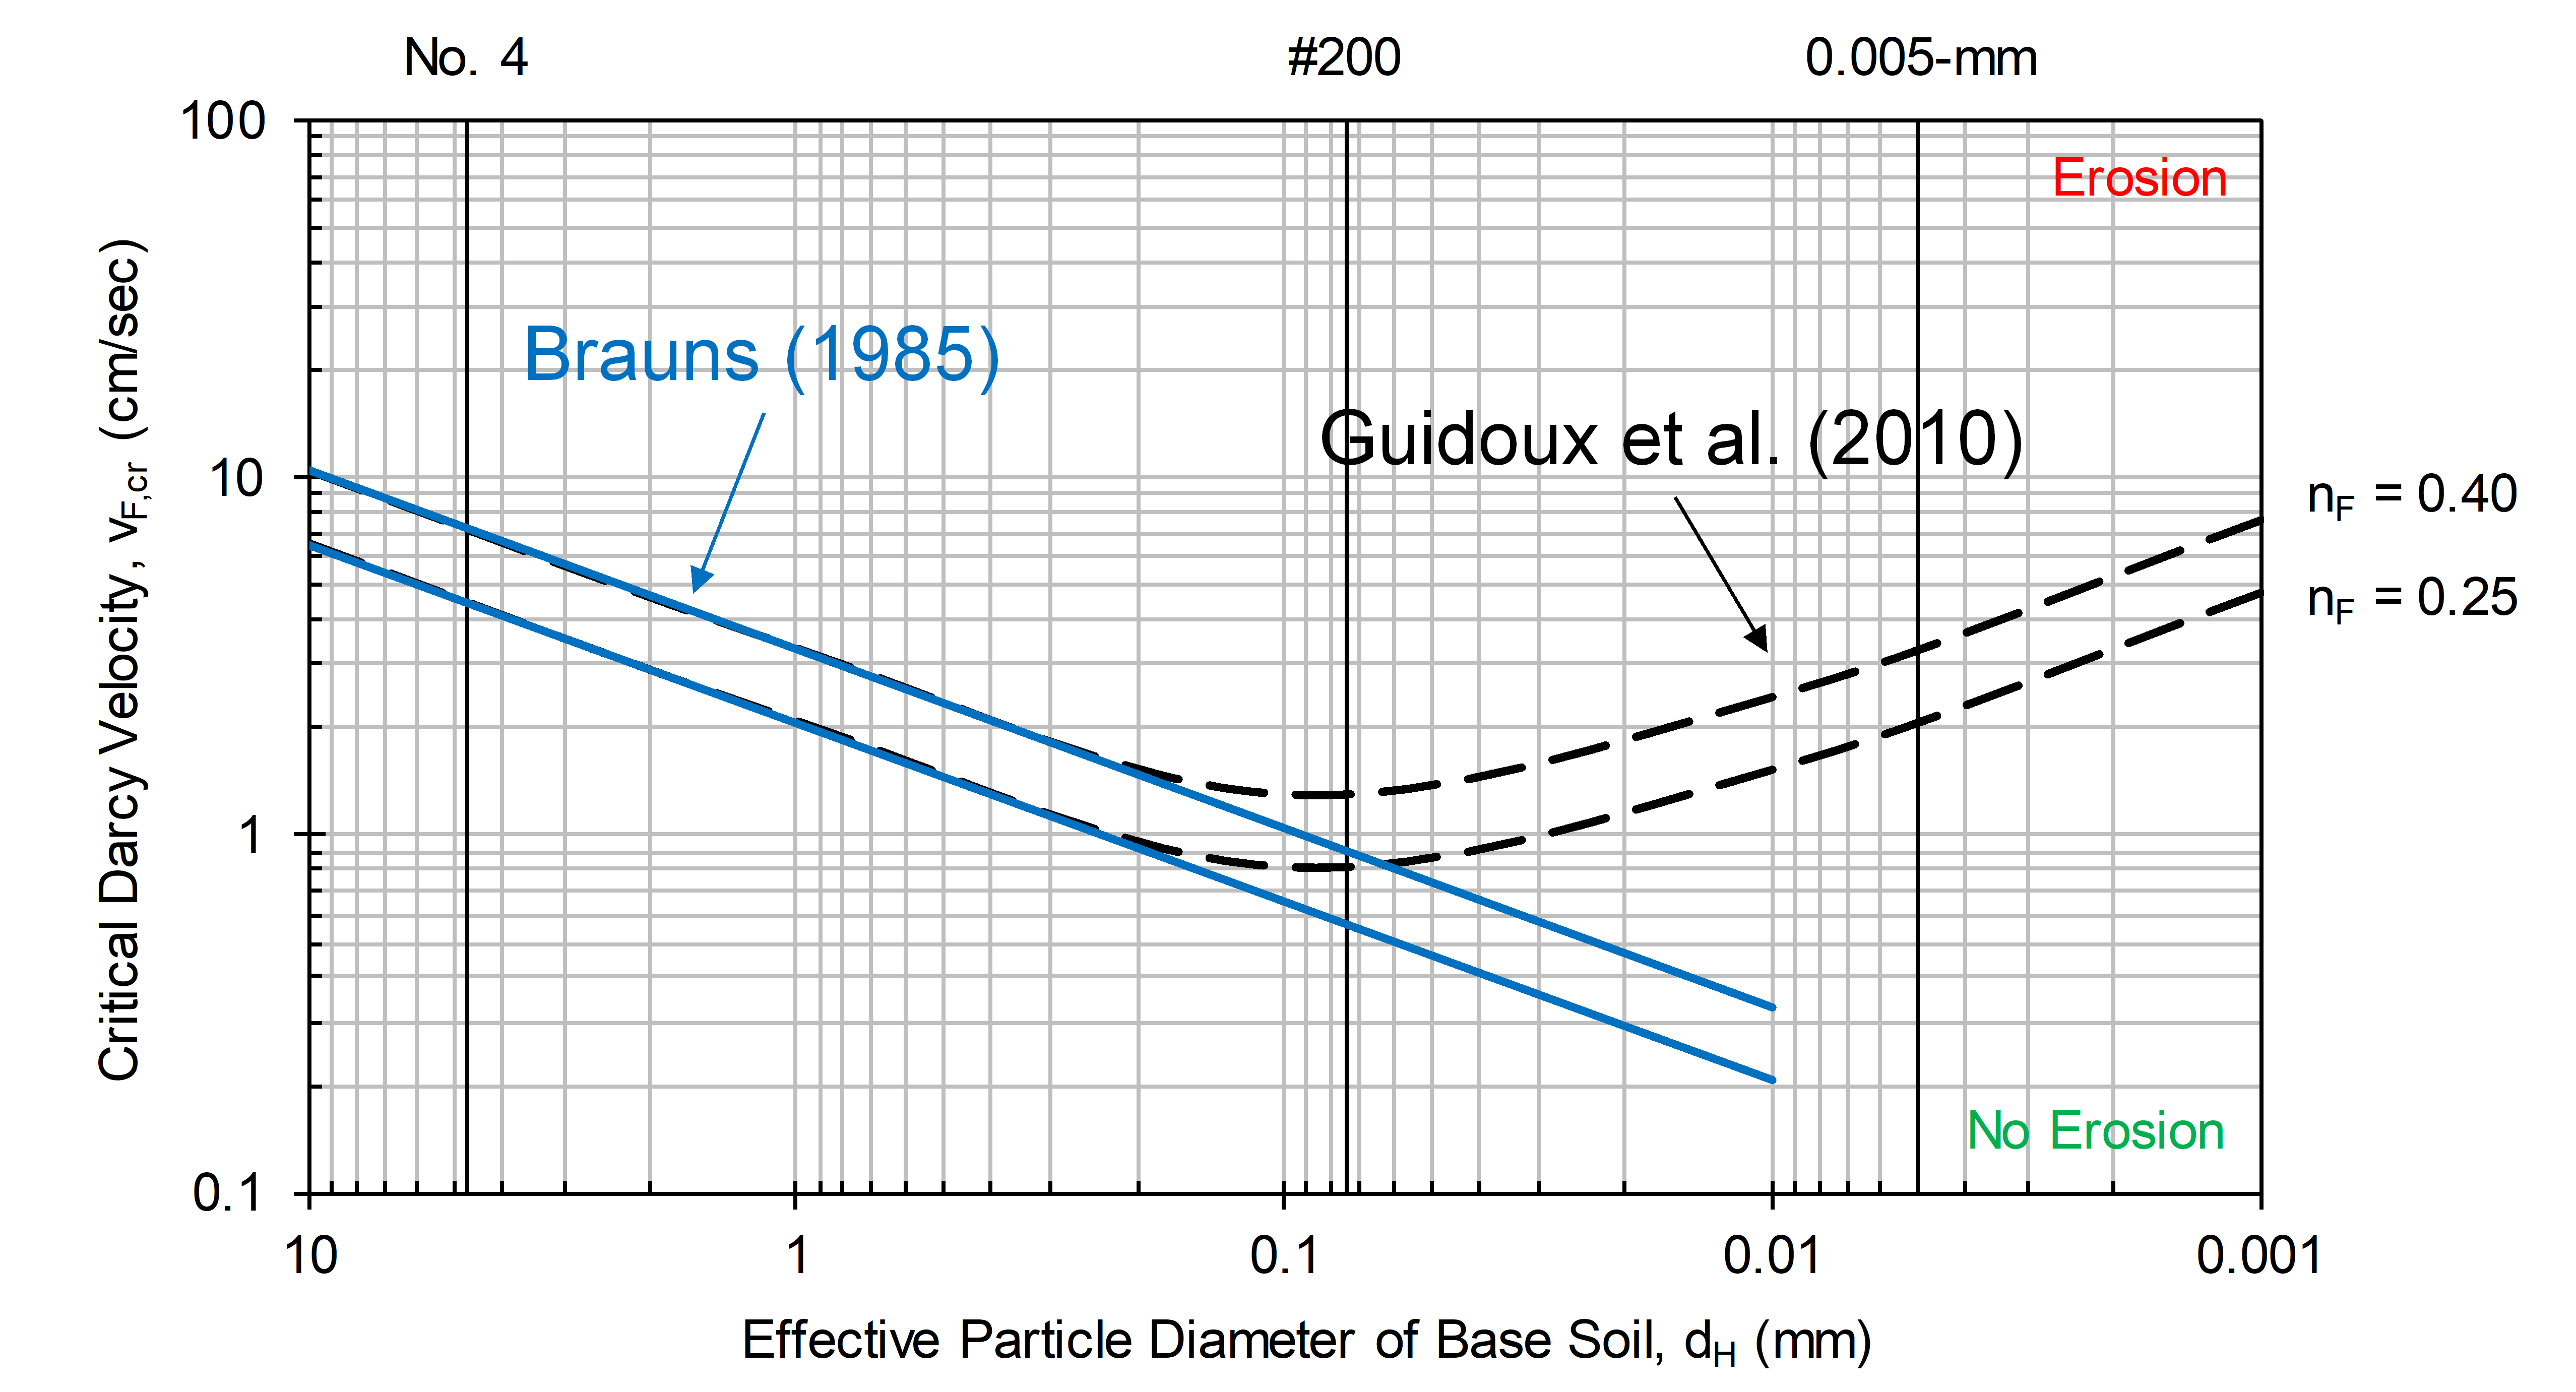 No. 4
#200
0.005-mm
100
Erosion
Brauns (1985)
Guidoux et al. (2010)
10
n_F = 0.40
n_F = 0.25
Critical Darcy Velocity, v_F,cr (cm/sec)
1
No Erosion
0.1
10
1
0.1
0.01
0.001
Effective Particle Diameter of Base Soil, d_H (mm)